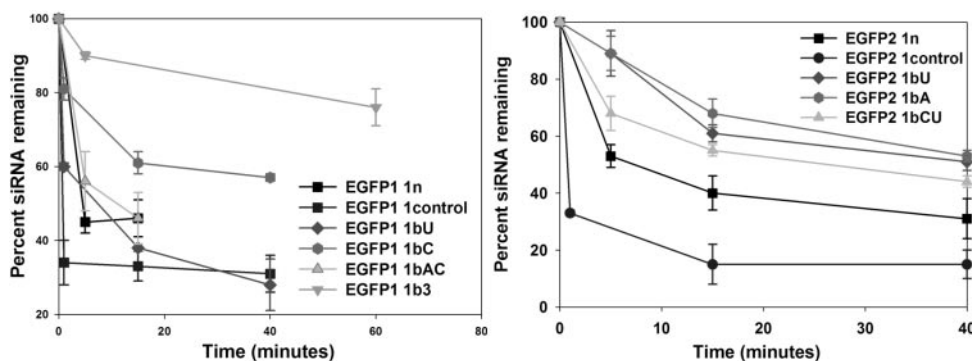 Percent siRNA remaining
100
80
60
40
20
0
20
40
60
80
Time (minutes)
EGFP1 1n
EGFP1 1control
EGFP1 1bU
EGFP1 1bC
EGFP1 1bAC
EGFP1 1b3
Percent siRNA remaining
100
80
60
40
20
0
0
10
20
30
40
Time (minutes)
EGFP2 1n
EGFP2 1control
EGFP2 1bU
EGFP2 1bA
EGFP2 1bCU